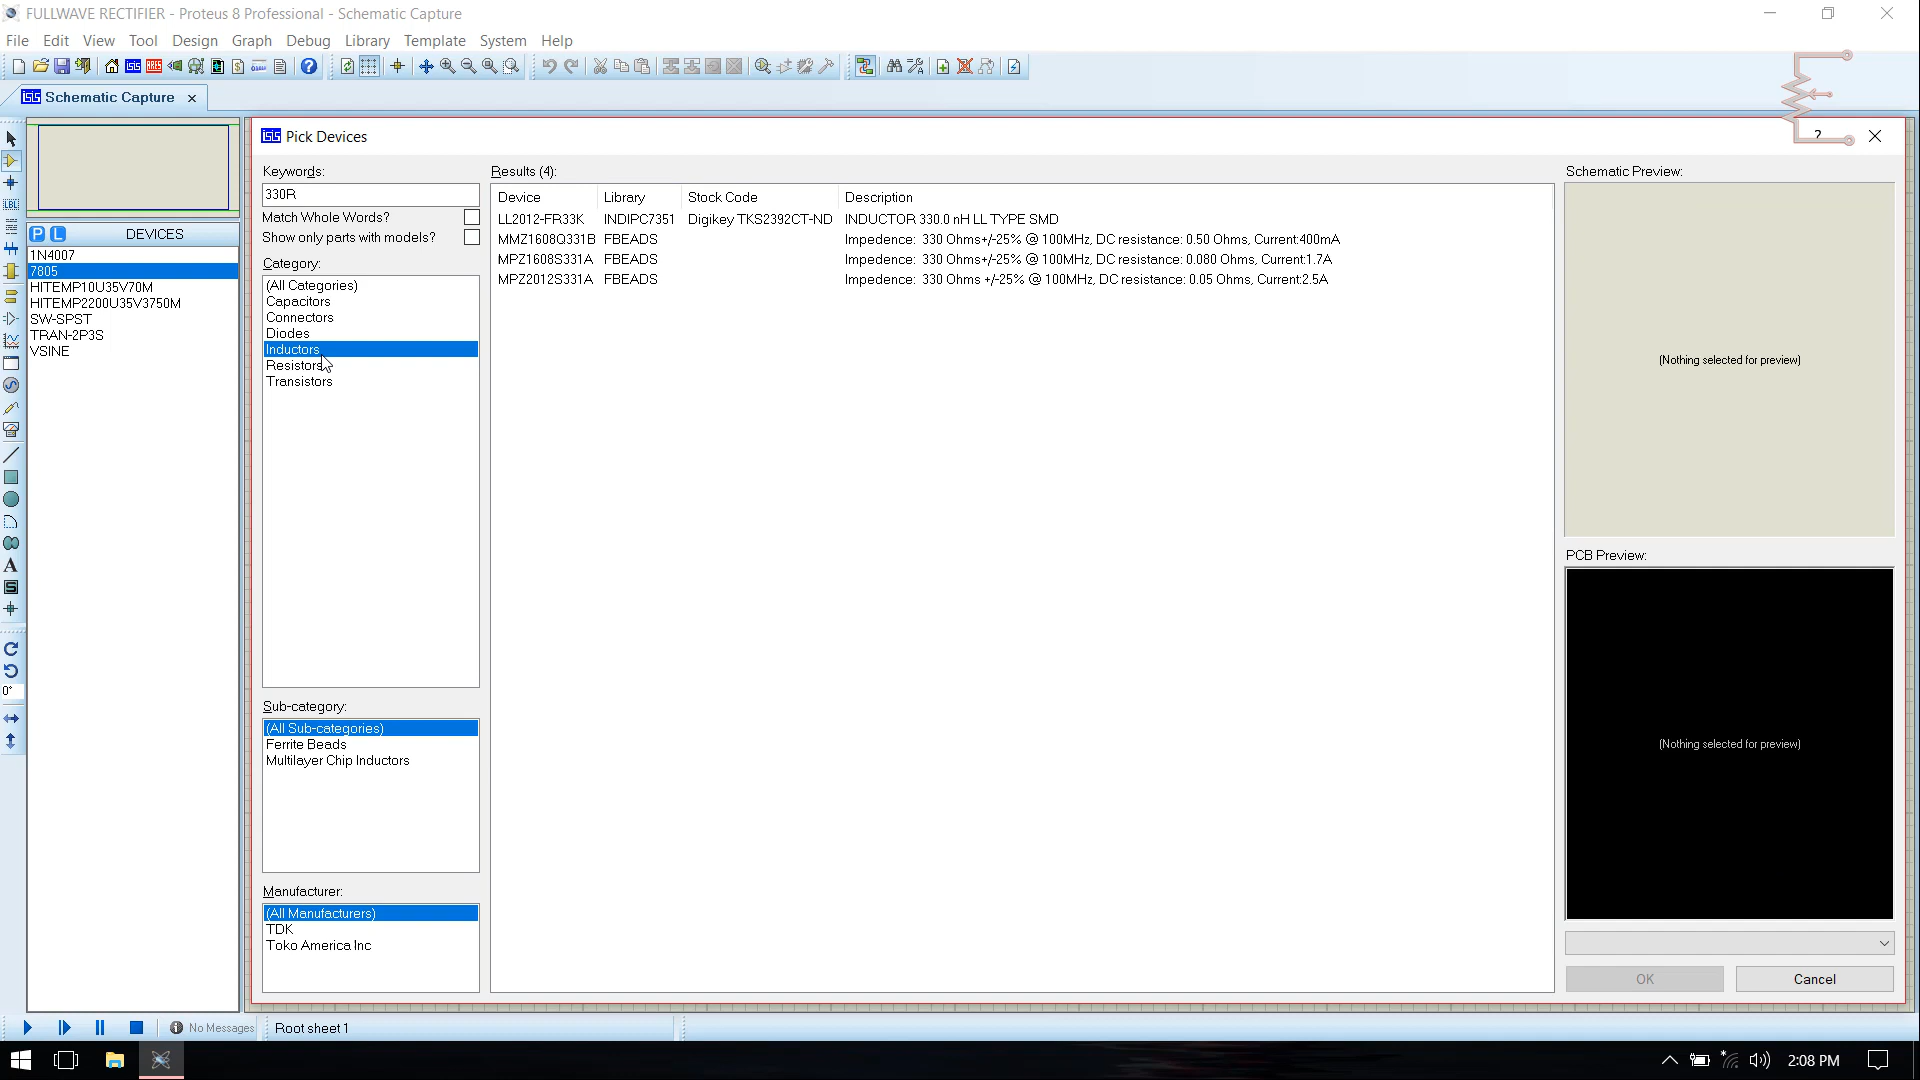 FULLWAVE RECTIFIER - Proteus 8 Professional - Schematic Capture
File Edit View Tool Design Graph Debug Library Template System Help
Schematic Capture
Pick Devices
?
Keywords:
330R
Match Whole Words?
Show only parts with models?
Category:
(All Categories)
Capacitors
Connectors
Diodes
Inductors
Resistors
Transistors
Sub-category:
(All Sub-categories)
Ferrite Beads
Multilayer Chip Inductors
Manufacturer:
(All Manufacturers)
TDK
Toko America Inc
P L DEVICES
1N4007
7805
HITEMP10U35V70M
HITEMP2200U35V3750M
SW-SPST
TRAN-2P3S
VSINE
LBL
A
S
0°
Results (4):
Device Library Stock Code Description
LL2012-FR33K INDIPC7351 Digikey TKS2392CT-ND INDUCTOR 330.0 nH LL TYPE SMD
MMZ1608Q331B FBEADS Impedence: 330 Ohms+/-25% @ 100MHz, DC resistance: 0.50 Ohms, Current:400mA
MPZ1608S331A FBEADS Impedence: 330 Ohms+/-25% @ 100MHz, DC resistance: 0.080 Ohms, Current:1.7A
MPZ2012S331A FBEADS Impedence: 330 Ohms +/-25% @ 100MHz, DC resistance: 0.05 Ohms, Current:2.5A
Schematic Preview:
(Nothing selected for preview)
PCB Preview:
(Nothing selected for preview)
OK Cancel
No Messages Root sheet 1
2:08 PM